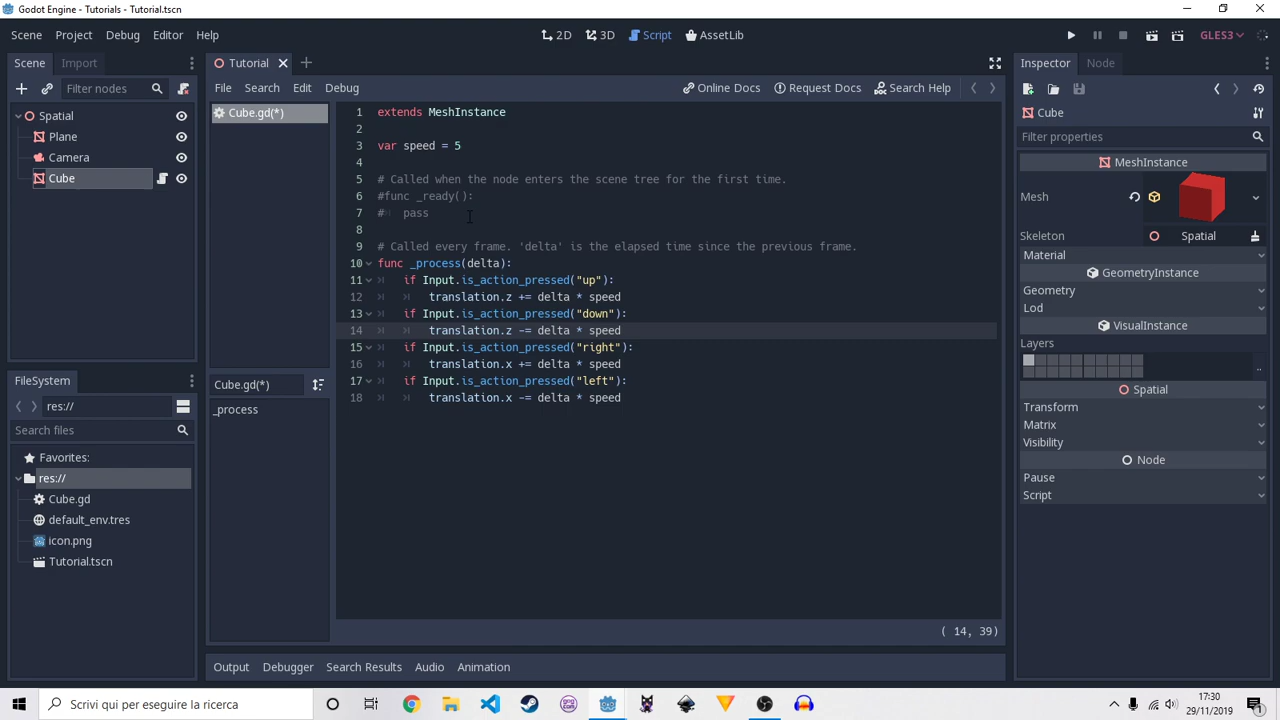 Godot Engine - Tutorials - Tutorial.tscn
Scene Project Debug Editor Help
2D 3D Script AssetLib
GLES3
Scene Import
Filter nodes
Spatial
Plane
Camera
Cube
FileSystem
res://
Search files
Favorites:
res://
Cube.gd
default_env.tres
icon.png
Tutorial.tscn
Tutorial
File Search Edit Debug
Online Docs Request Docs Search Help
Cube.gd(*)
Cube.gd(*)
_process
1 extends MeshInstance
2
3 var speed = 5
4
5 # Called when the node enters the scene tree for the first time.
6 #func _ready():
7 # pass
8
9 # Called every frame. 'delta' is the elapsed time since the previous frame.
10 func _process(delta):
11 if Input.is_action_pressed("up"):
12 translation.z += delta * speed
13 if Input.is_action_pressed("down"):
14 translation.z -= delta * speed
15 if Input.is_action_pressed("right"):
16 translation.x += delta * speed
17 if Input.is_action_pressed("left"):
18 translation.x -= delta * speed
( 14, 39)
Output Debugger Search Results Audio Animation
Inspector Node
Cube
Filter properties
MeshInstance
Mesh
Skeleton Spatial
Material
GeometryInstance
Geometry
Lod
VisualInstance
Layers
..
Spatial
Transform
Matrix
Visibility
Node
Pause
Script
Scrivi qui per eseguire la ricerca
17:30
29/11/2019
1